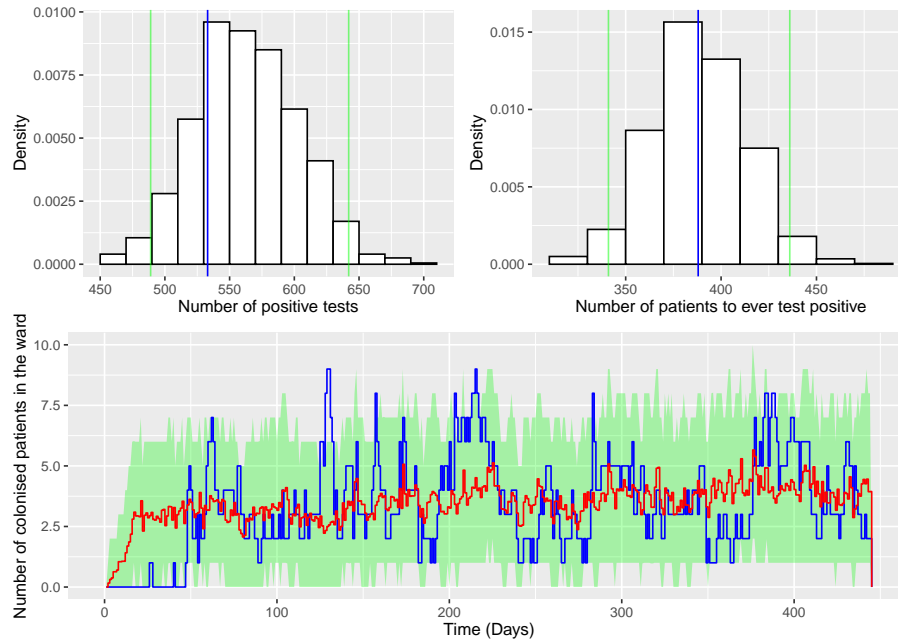 0.0100
0.0075
0.0050
0.0025
0.0000
Density
450 500 550 600 650 700
Number of positive tests
0.015
0.010
0.005
0.000
Density
350 400 450
Number of patients to ever test positive
10.0
7.5
5.0
2.5
0.0
Number of colonised patients in the ward
0 100 200 300 400
Time (Days)